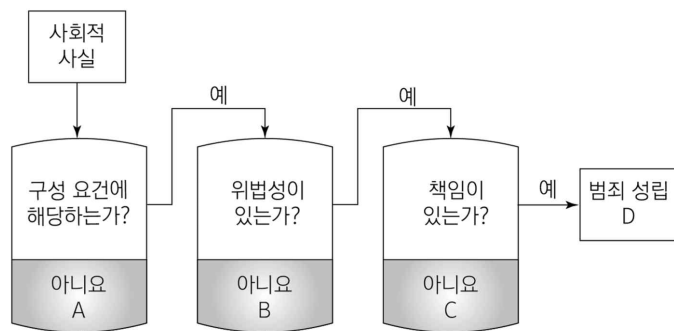 사회적
사실
예
예
구성 요건에
해당하는가?
위법성이
있는가?
책임이
있는가?
예
범죄 성립
D
아니요
A
아니요
B
아니요
C